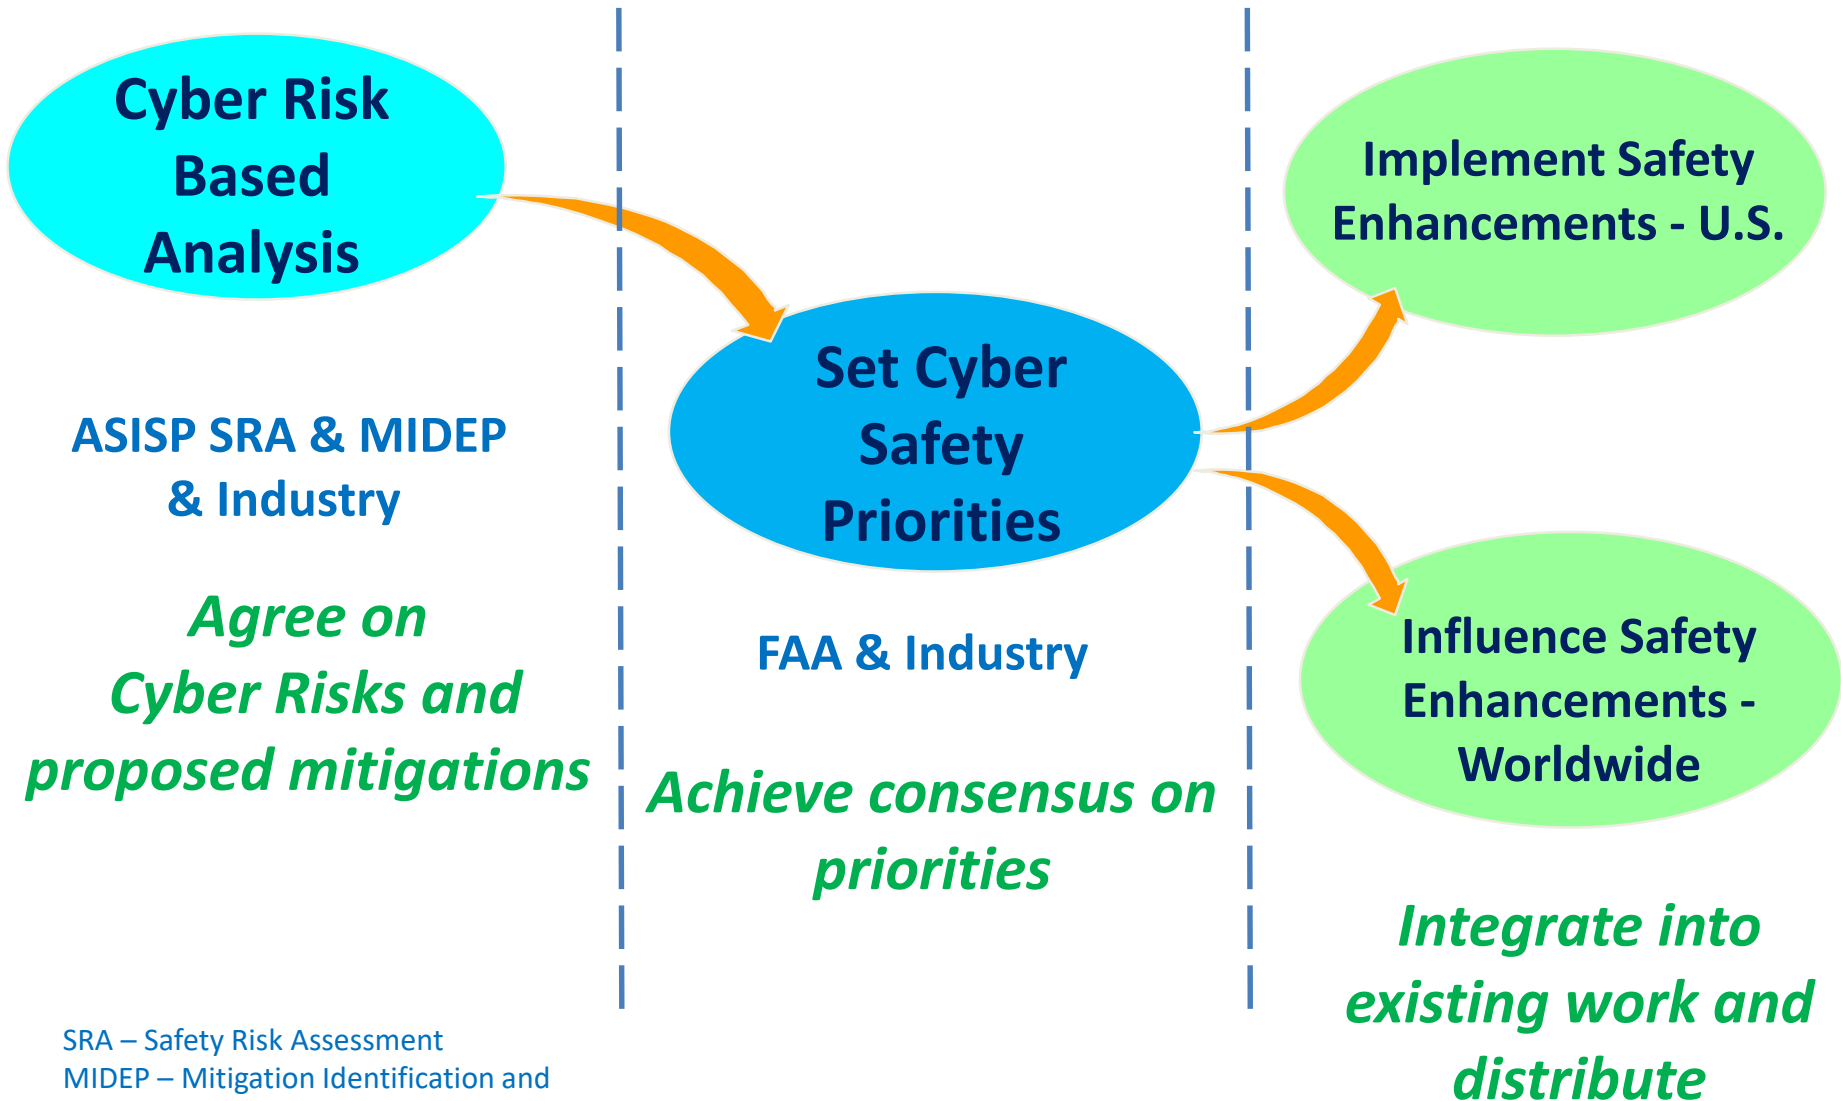 Cyber Risk
Based
Analysis
ASISP SRA & MIDEP
& Industry
Agree on
Cyber Risks and
proposed mitigations
SRA – Safety Risk Assessment
MIDEP – Mitigation Identification and
Set Cyber
Safety
Priorities
FAA & Industry
Achieve consensus on
priorities
Implement Safety
Enhancements - U.S.
Influence Safety
Enhancements -
Worldwide
Integrate into
existing work and
distribute